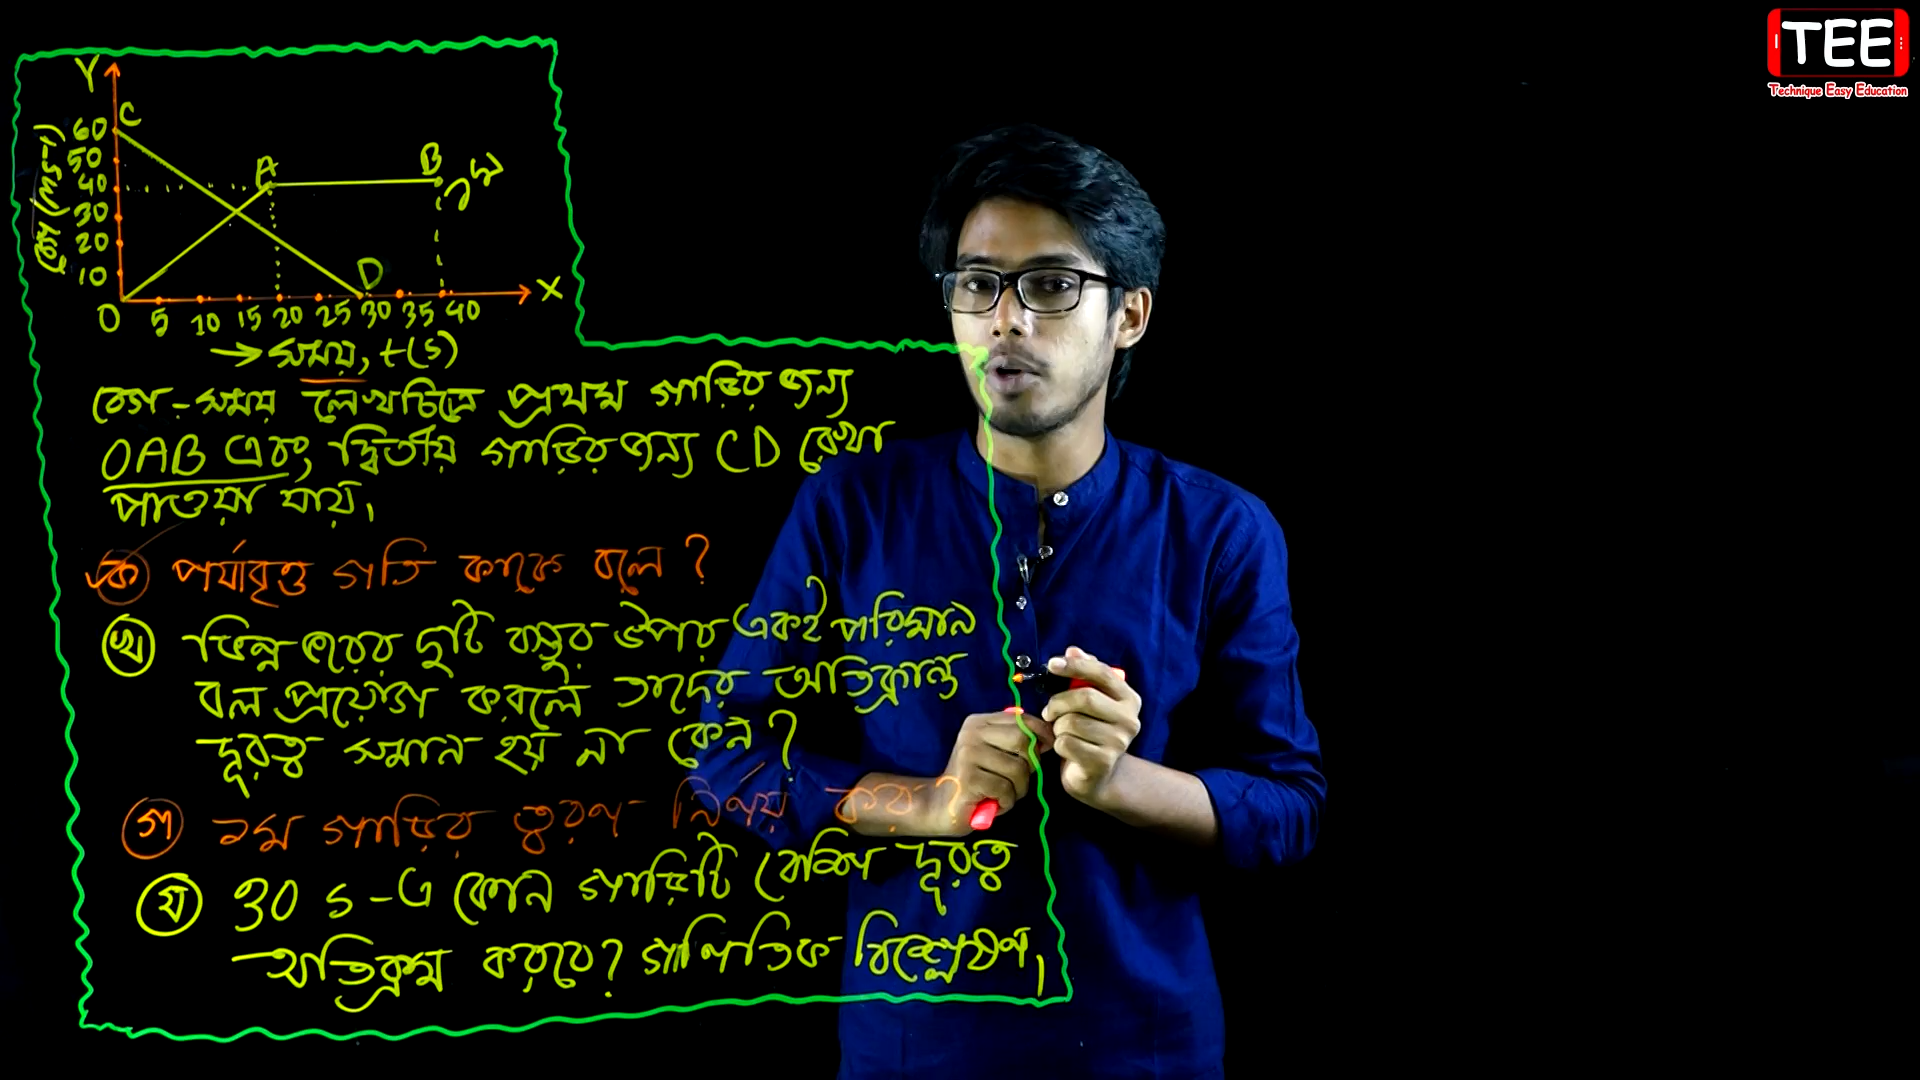 TEE
Technique Easy Education
Y
C
60
50
40
30
20
10
বেগ (ms-1)
A
B
১ম
D
X
0 5 10 15 20 25 30 35 40
→ সময়, t(s)
বেগ-সময় লেখচিত্রে প্রথম গাড়ির জন্য
OAB এবং দ্বিতীয় গাড়ির জন্য CD রেখা
পাওয়া যায়।
ক পর্যাবৃত্ত গতি কাকে বলে?
খ ভিন্ন ভরের দুটি বস্তুর উপর একই পরিমান
বল প্রয়োগ করলে তাদের অতিক্রান্ত
দূরত্ব সমান হয় না কেন?
গ ১ম গাড়ির ত্বরণ নির্ণয় কর?
ঘ 30 s-এ কোন গাড়িটি বেশি দূরত্ব
অতিক্রম করবে? গাণিতিক বিশ্লেষণ।